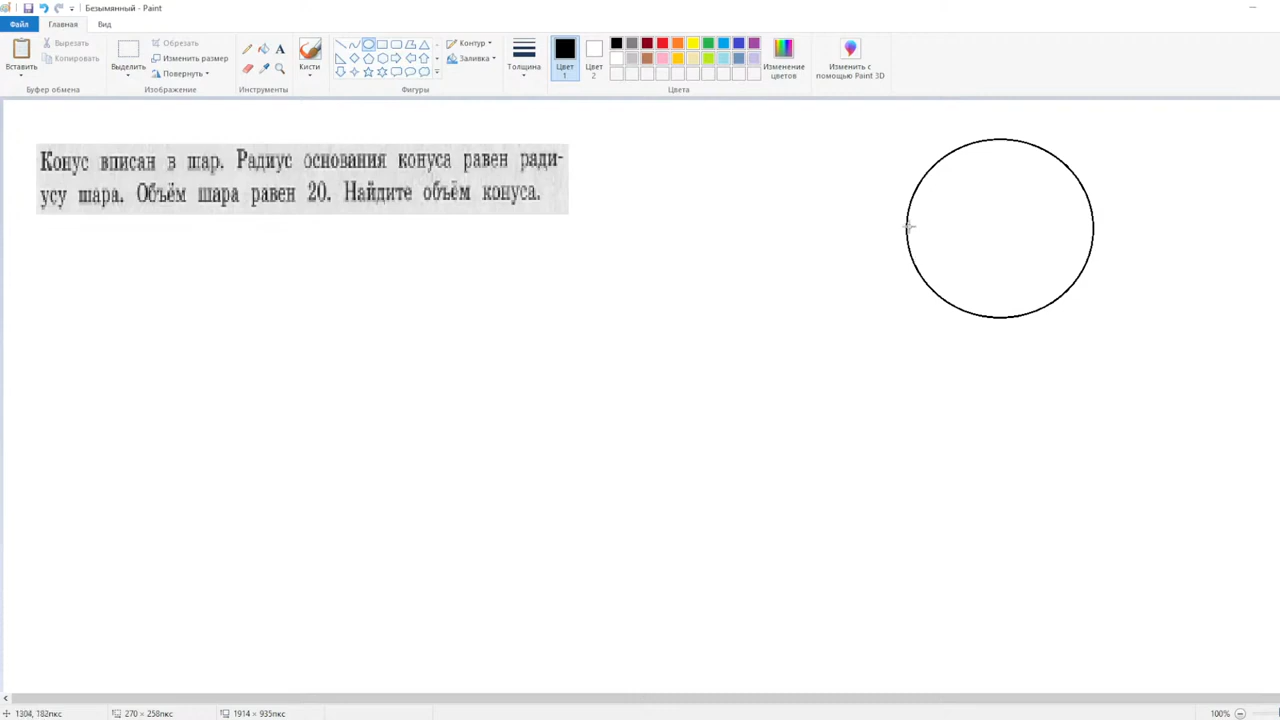 Безымянный - Paint
Файл Главная Вид
Вставить
Вырезать
Копировать
Буфер обмена
Выделить
Обрезать
Изменить размер
Повернуть
Изображение
A
Инструменты
Кисти
Контур
Заливка
Фигуры
Толщина
Цвет
1
Цвет
2
Изменение
цветов
Цвета
Изменить с
помощью Paint 3D
Конус вписан в шар. Радиус основания конуса равен ради-
усу шара. Объём шара равен 20. Найдите объём конуса.
1304, 182пкс 270 × 258пкс 1914 × 935пкс 100%